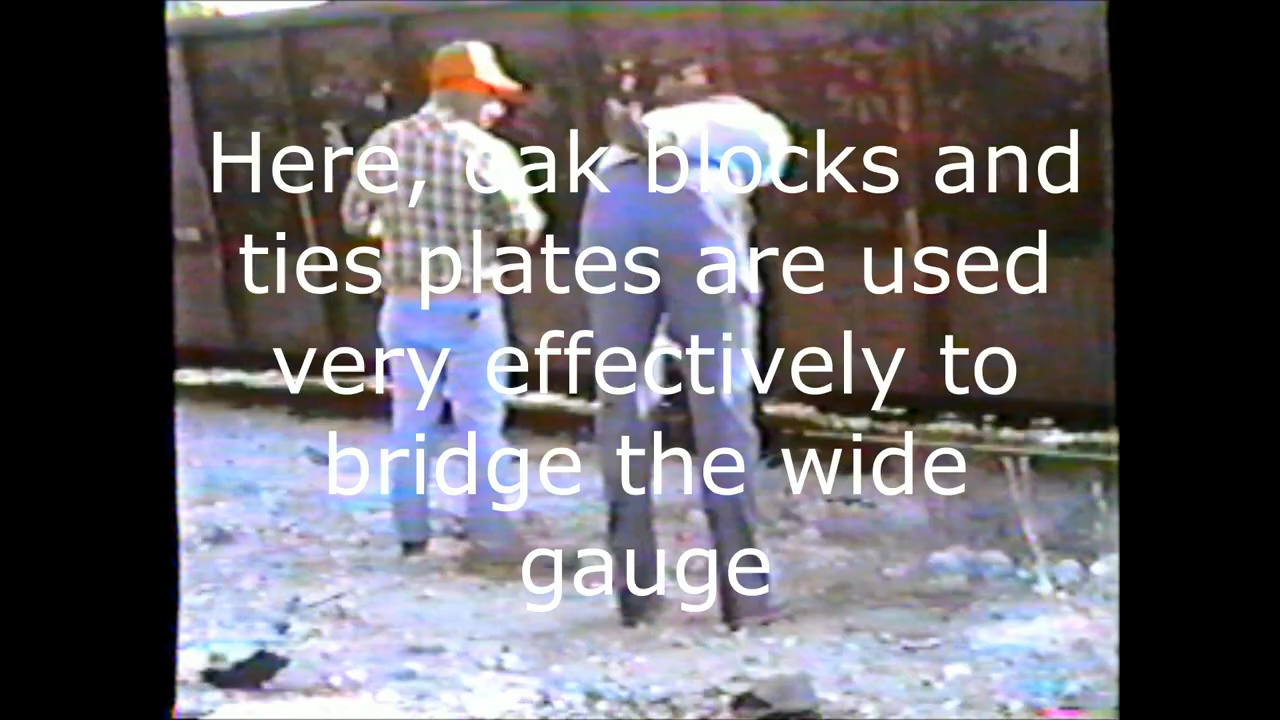 Here, oak blocks and
ties plates are used
very effectively to
bridge the wide
gauge